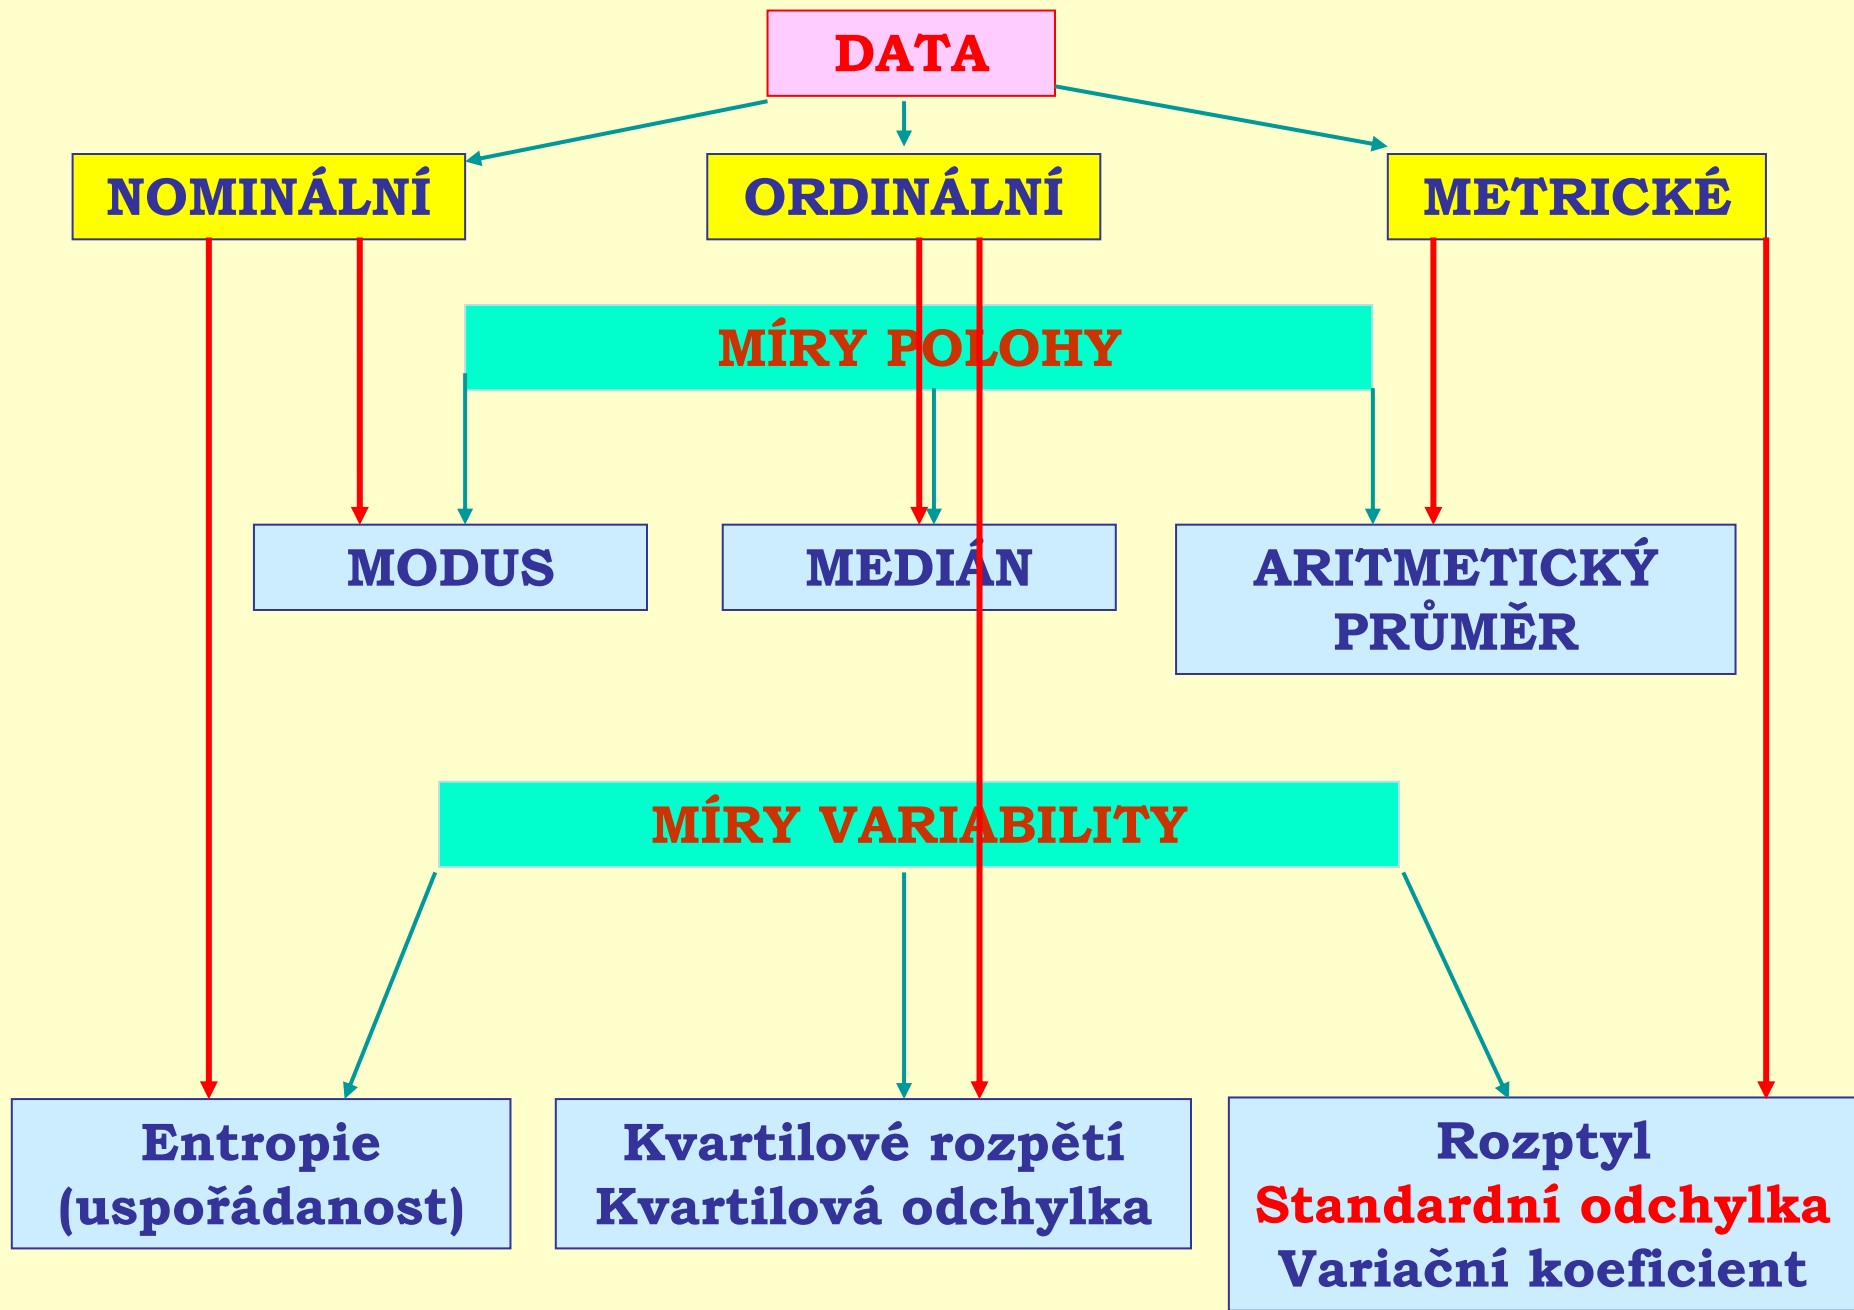 DATA
NOMINÁLNÍ
ORDINÁLNÍ
METRICKÉ
MÍRY POLOHY
MODUS
MEDIÁN
ARITMETICKÝ
PRŮMĚR
MÍRY VARIABILITY
Entropie
(uspořádanost)
Kvartilové rozpětí
Kvartilová odchylka
Rozptyl
Standardní odchylka
Variační koeficient